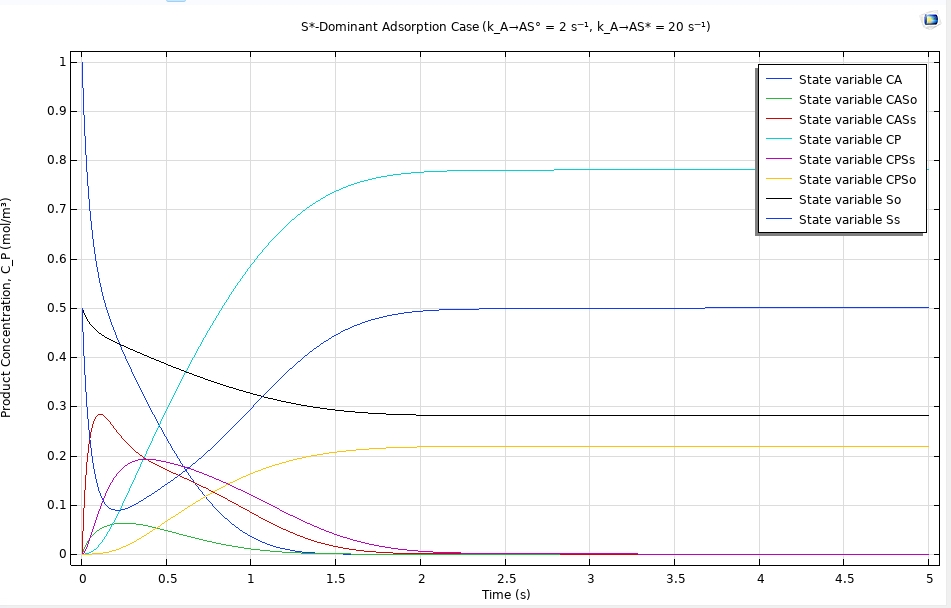 S*-Dominant Adsorption Case (k_A→AS° = 2 s⁻¹, k_A→AS* = 20 s⁻¹)
1
0.9
0.8
0.7
0.6
0.5
0.4
0.3
0.2
0.1
0
Product Concentration, C_P (mol/m³)
State variable CA
State variable CASo
State variable CASs
State variable CP
State variable CPSs
State variable CPSo
State variable So
State variable Ss
0 0.5 1 1.5 2 2.5 3 3.5 4 4.5 5
Time (s)